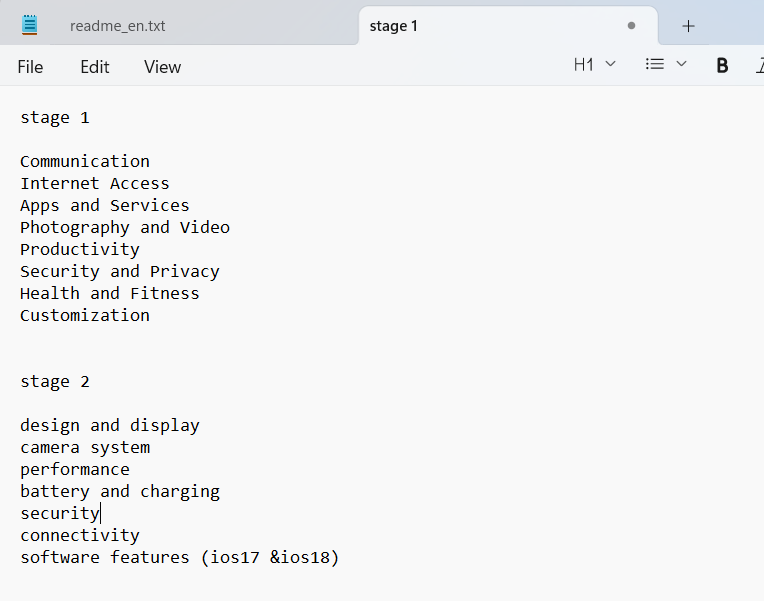 readme_en.txt
stage 1
File Edit View
H1
B
stage 1
Communication
Internet Access
Apps and Services
Photography and Video
Productivity
Security and Privacy
Health and Fitness
Customization
stage 2
design and display
camera system
performance
battery and charging
security
connectivity
software features (ios17 &ios18)